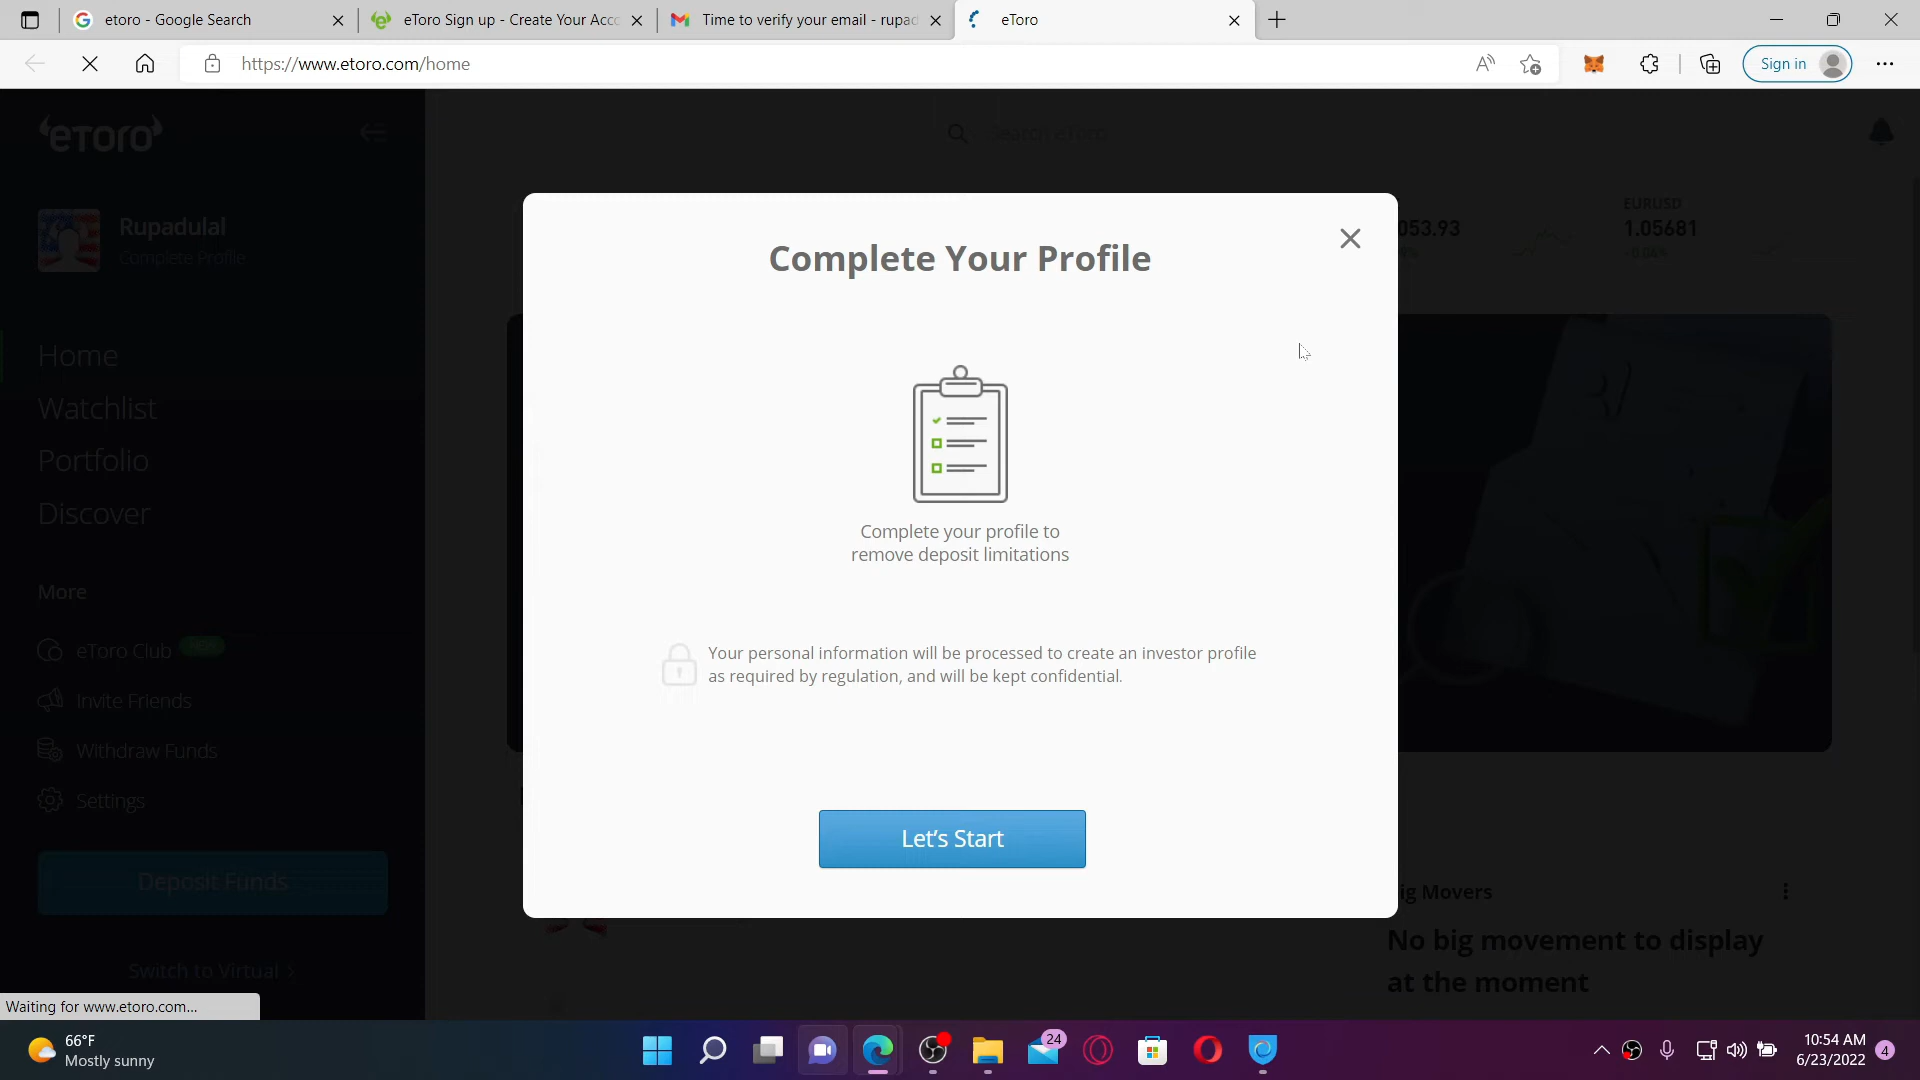 etoro - Google Search
eToro Sign up - Create Your Acco
Time to verify your email - rupad
eToro
https://www.etoro.com/home
Sign in
eToro
Search eToro
Rupadulal
Complete Profile
053.93
EURUSD
1.05681
Home
Watchlist
Portfolio
Discover
More
eToro Club
New
Invite Friends
Withdraw Funds
Settings
Deposit Funds
Switch to Virtual >
Complete Your Profile
Complete your profile to
remove deposit limitations
Your personal information will be processed to create an investor profile
as required by regulation, and will be kept confidential.
Let's Start
ig Movers
No big movement to display
at the moment
Waiting for www.etoro.com...
66°F
Mostly sunny
24
10:54 AM
6/23/2022
4